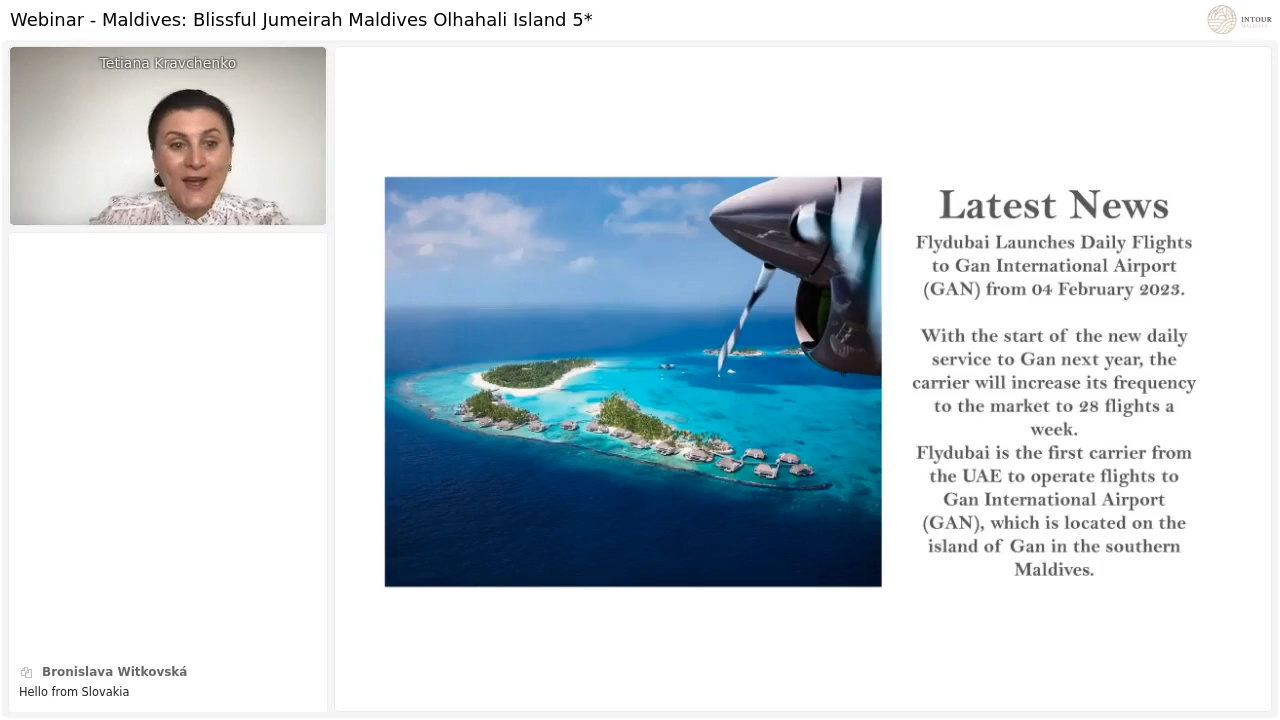 Webinar - Maldives: Blissful Jumeirah Maldives Olhahali Island 5*
INTOUR
Tetiana Kravchenko
Latest News
Flydubai Launches Daily Flights
to Gan International Airport
(GAN) from 04 February 2023.
With the start of the new daily
service to Gan next year, the
carrier will increase its frequency
to the market to 28 flights a
week.
Flydubai is the first carrier from
the UAE to operate flights to
Gan International Airport
(GAN), which is located on the
island of Gan in the southern
Maldives.
Bronislava Witkovská
Hello from Slovakia